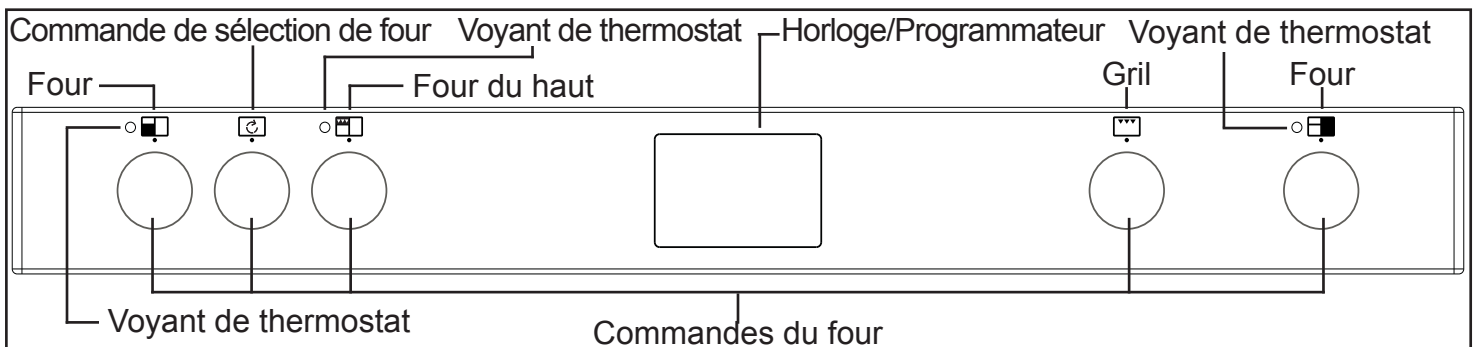 Commande de sélection de four
Voyant de thermostat
Horloge/Programmateur
Voyant de thermostat
Four
Four du haut
Gril
Four
Voyant de thermostat
Commandes du four